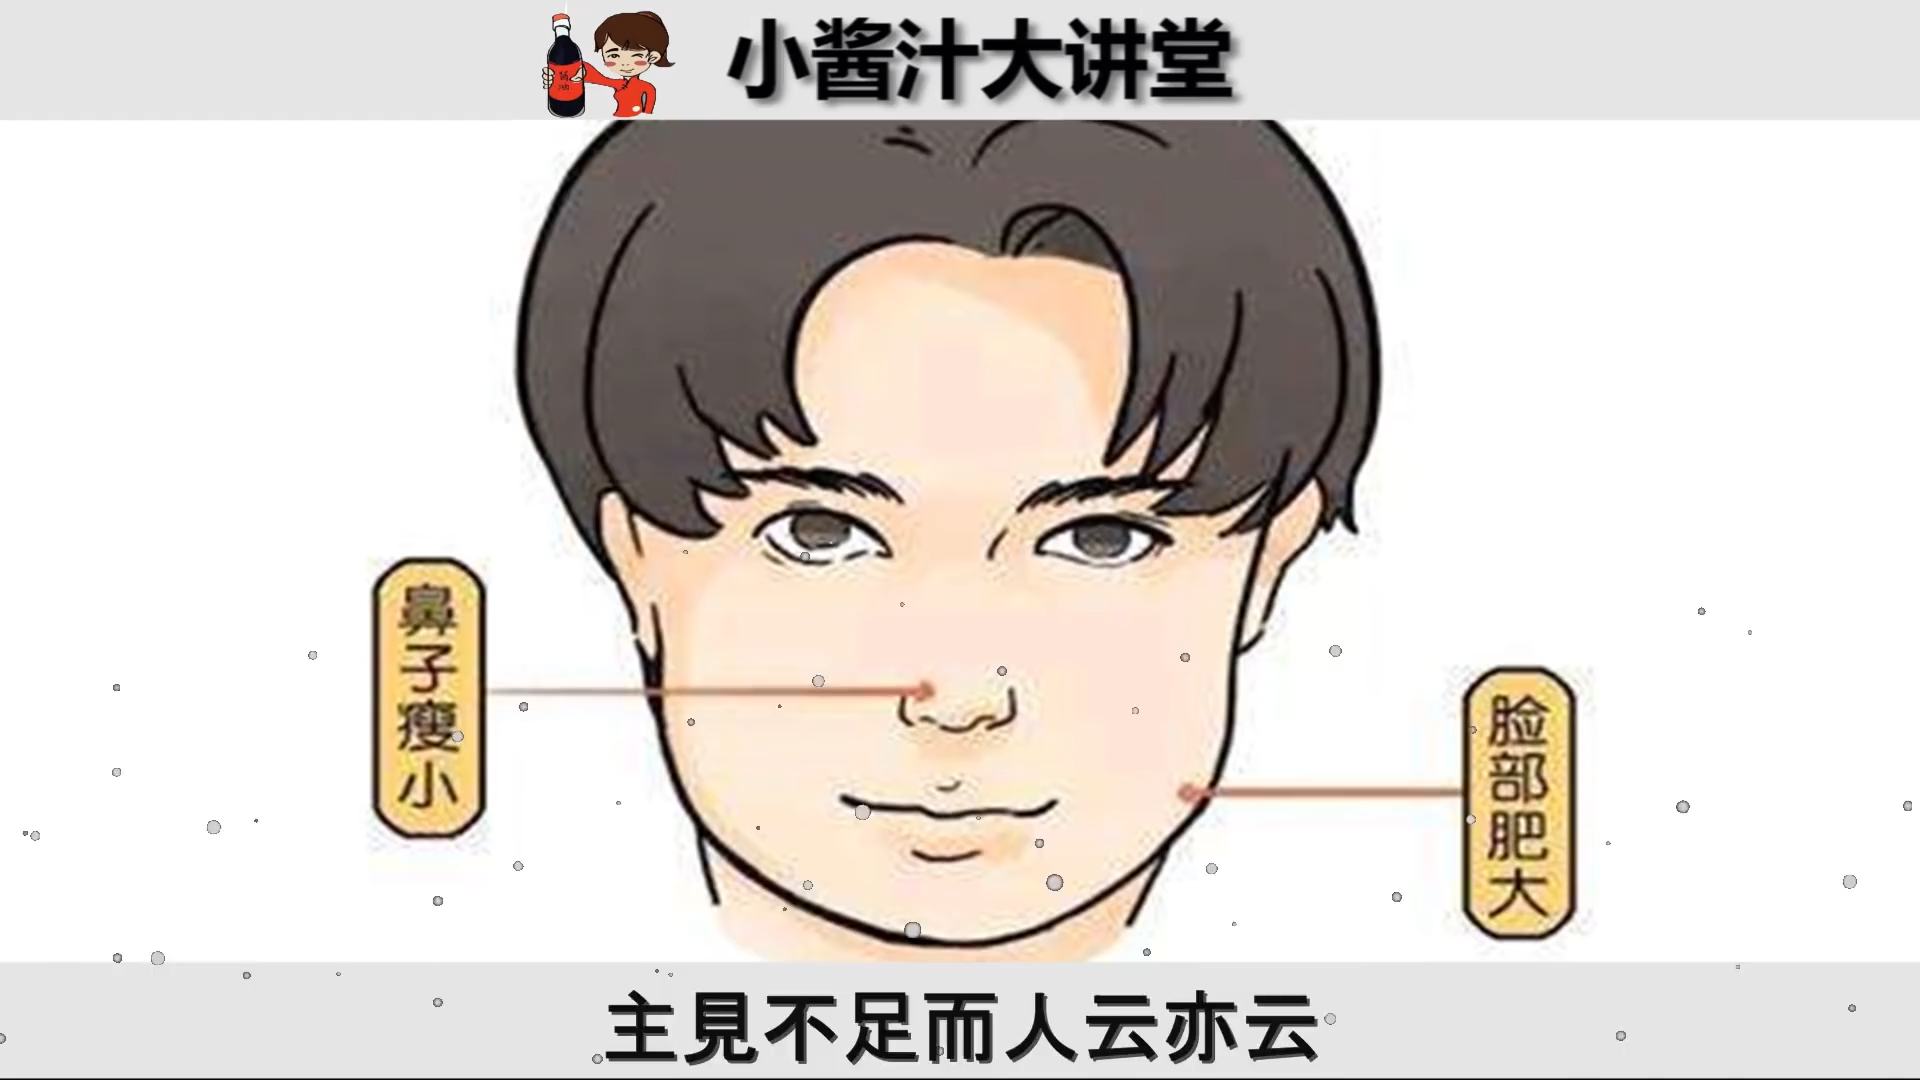 小酱汁大讲堂
鼻子瘦小
脸部肥大
主見不足而人云亦云